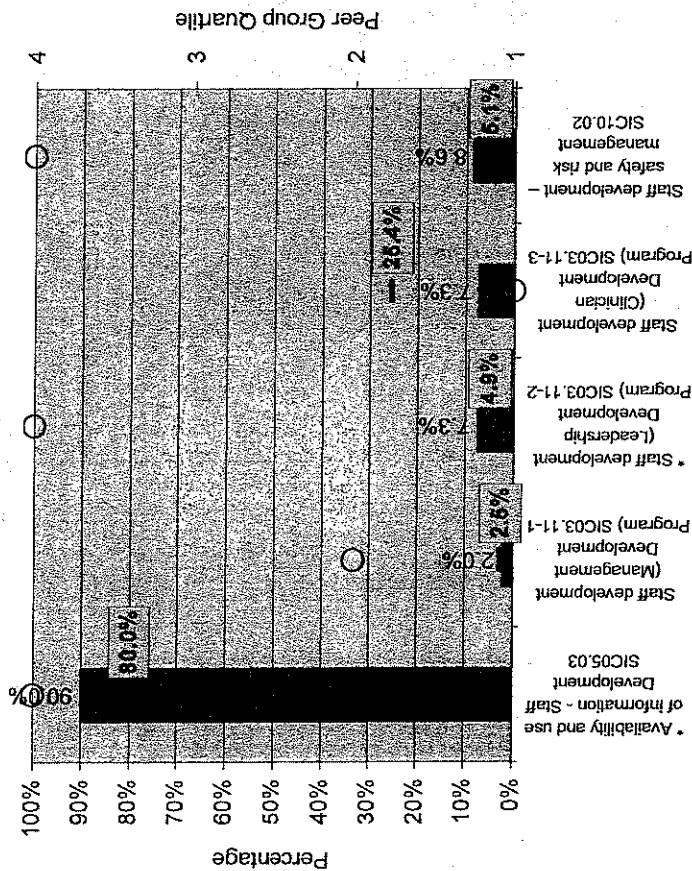 Percentage
100%
90%
80%
70%
60%
50%
40%
30%
20%
10%
0%
90.0%
80.0%
2.0%
7.3%
4.9%
7.3%
25.4%
8.6%
Peer Group Quartile
4
3
2
1
* Availability and use
of information - Staff
Development
SIC05.03
Staff development
(Management
Development
Program) SIC03.11-1
* Staff development
(Leadership
Development
Program) SIC03.11-2
Staff development
(Clinician
Development
Program) SIC03.11-3
Staff development –
safety and risk
management
SIC10.02